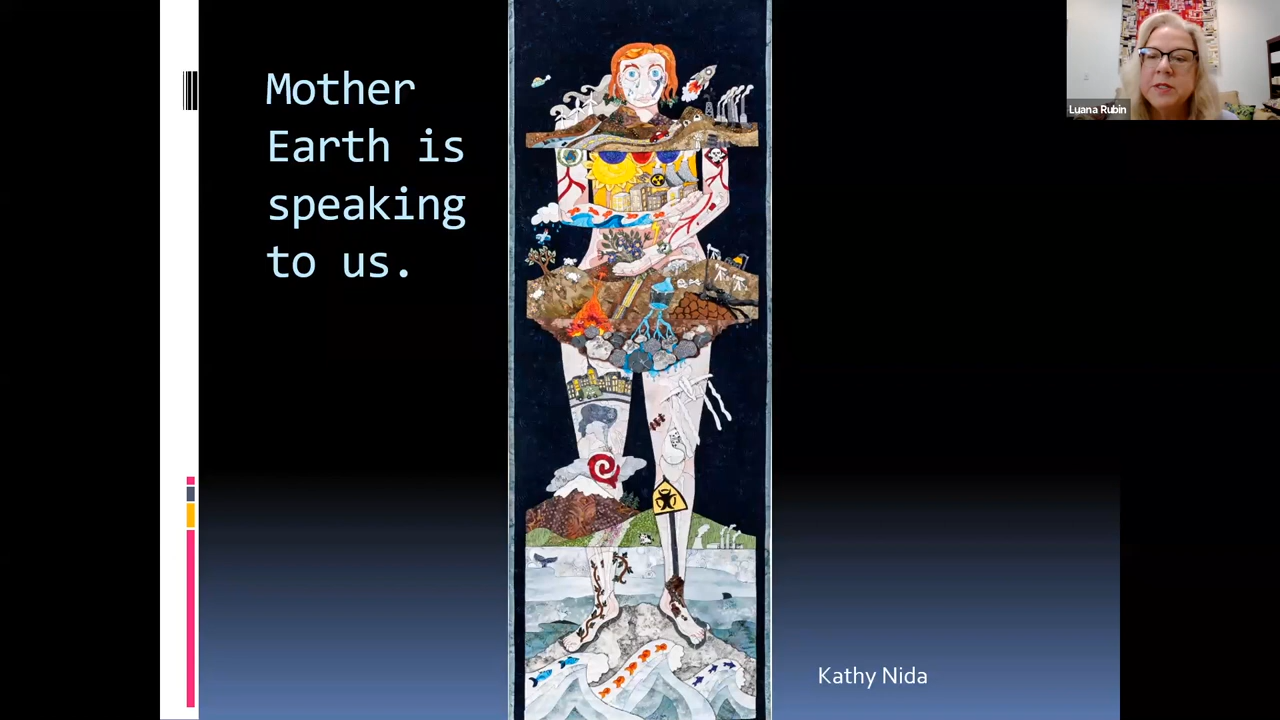 Mother
Earth is
speaking
to us.
Luana Rubin
Kathy Nida